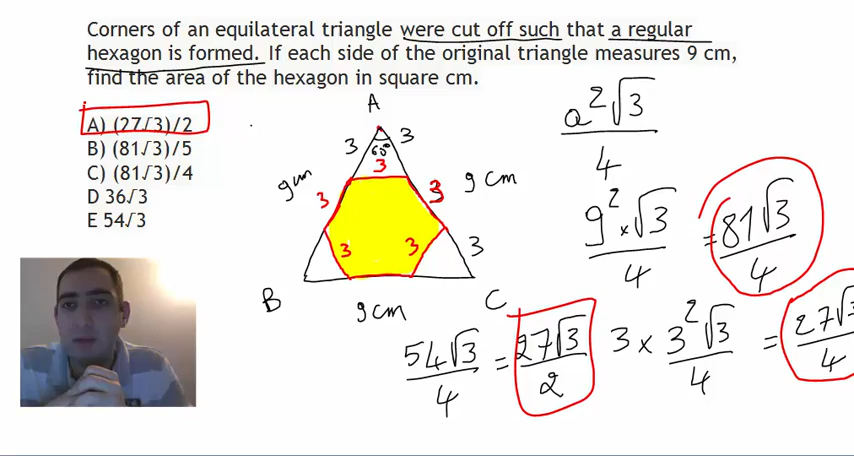 Corners of an equilateral triangle were cut off such that a regular
hexagon is formed. If each side of the original triangle measures 9 cm,
find the area of the hexagon in square cm.
A) (27√3)/2
B) (81√3)/5
C) (81√3)/4
D 36√3
E 54√3
A
3 3
60°
3
9cm 3 3 9 cm
3 3 3
B 9cm C
a²√3/4
9²×√3/4 = 81√3/4
54√3/4 = 27√3/2
3 × 3²√3/4 = 27√3/4